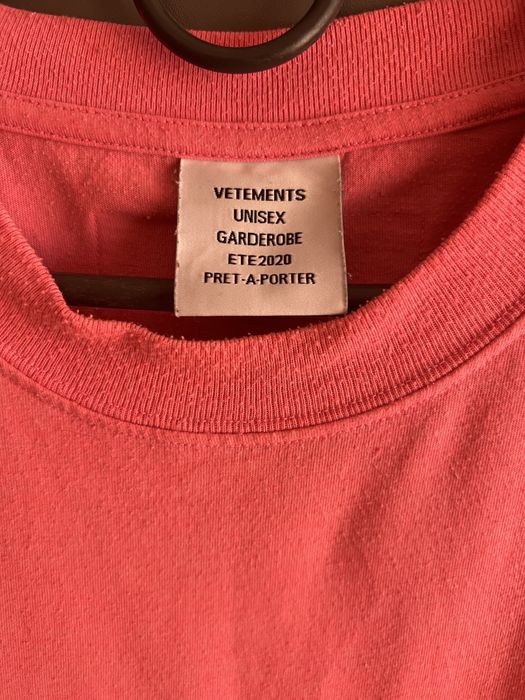 VETEMENTS
UNISEX
GARDEROBE
ETE2020
PRET-A-PORTER